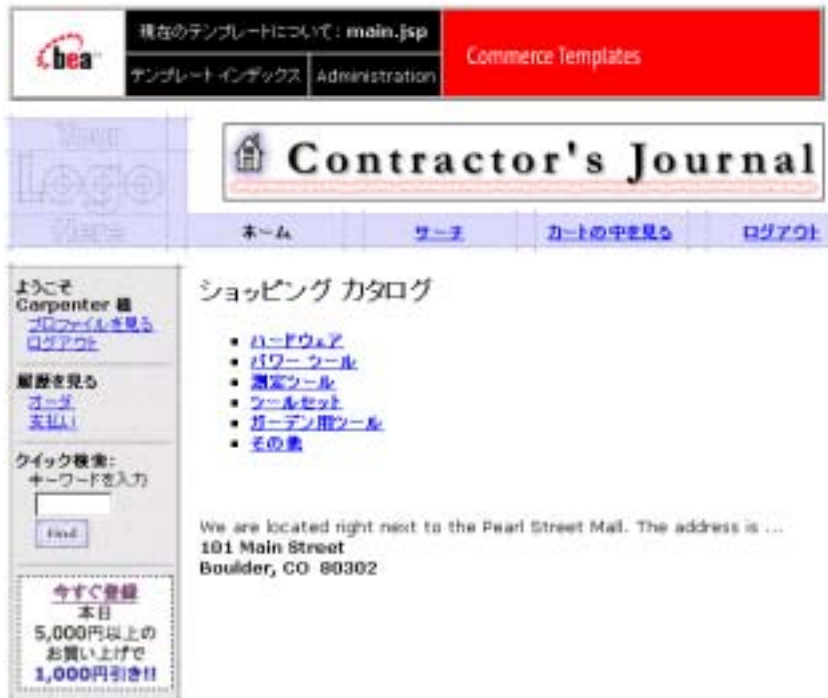 bea
現在のテンプレートについて: main.jsp
テンプレート インデックス Administration
Commerce Templates
Your
Logo
Here
Contractor's Journal
ホーム サーチ カートの中を見る ログアウト
ようこそ
Carpenter 様
プロファイルを見る
ログアウト
履歴を見る
オーダ
支払い
クイック検索:
キーワードを入力
Find
今すぐ登録
本日
5,000円以上の
お買い上げで
1,000円引き!!
ショッピング カタログ
ハードウェア
パワー ツール
測定ツール
ツールセット
ガーデン用ツール
その他
We are located right next to the Pearl Street Mall. The address is ...
101 Main Street
Boulder, CO 80302